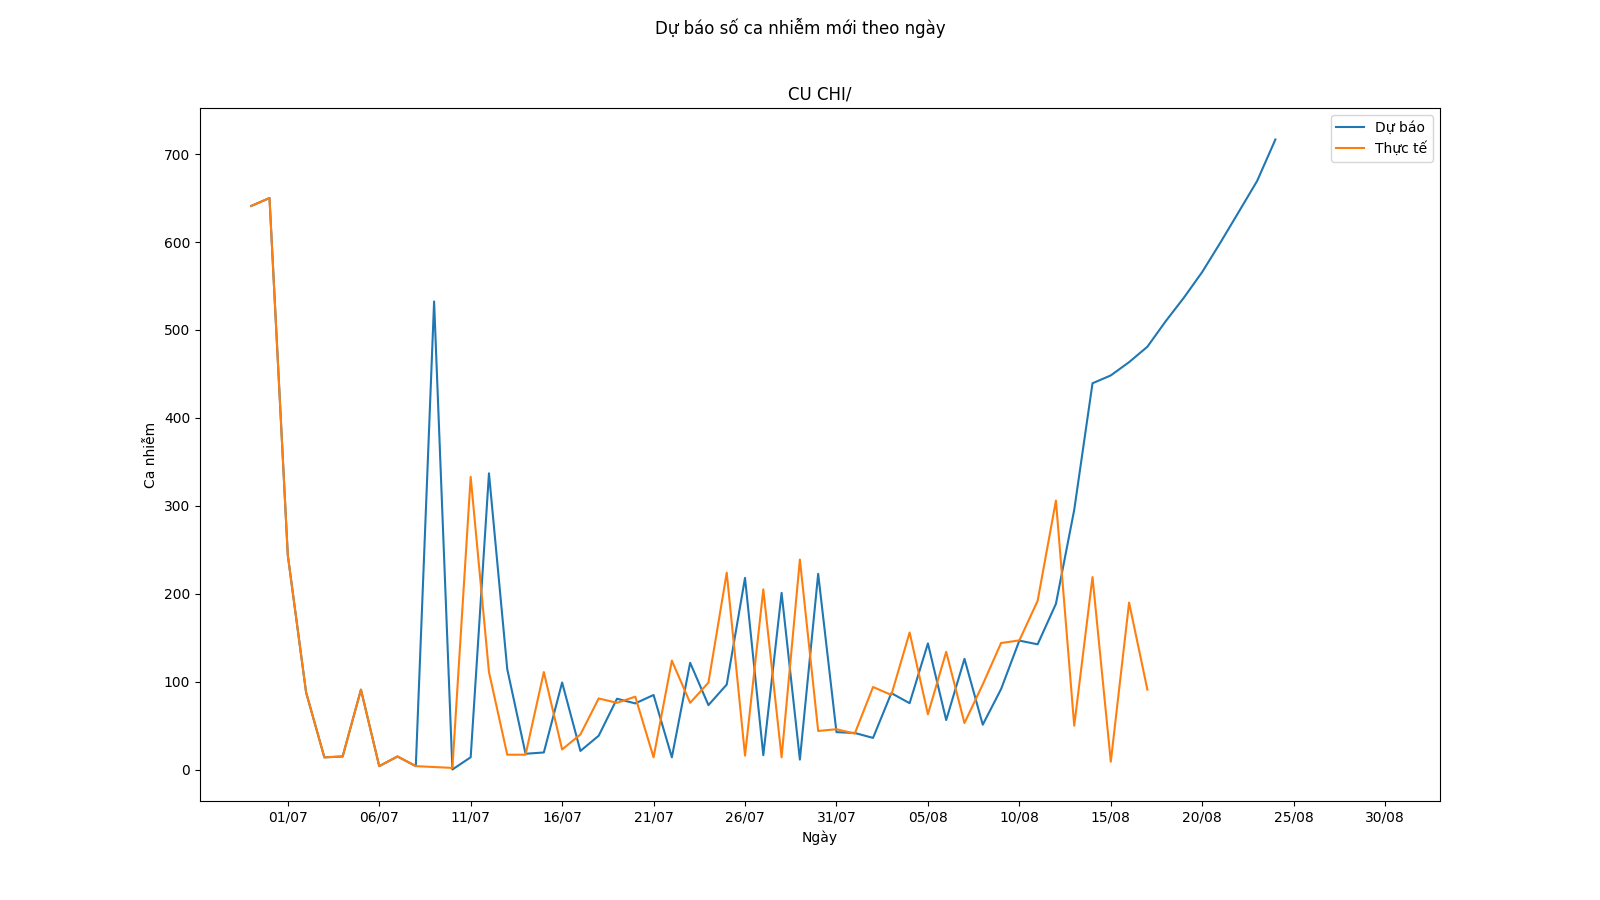 Dự báo số ca nhiễm mới theo ngày
CU CHI/
Dự báo
Thực tế
700
600
500
400
300
200
100
0
Ca nhiễm
01/07 06/07 11/07 16/07 21/07 26/07 31/07 05/08 10/08 15/08 20/08 25/08 30/08
Ngày